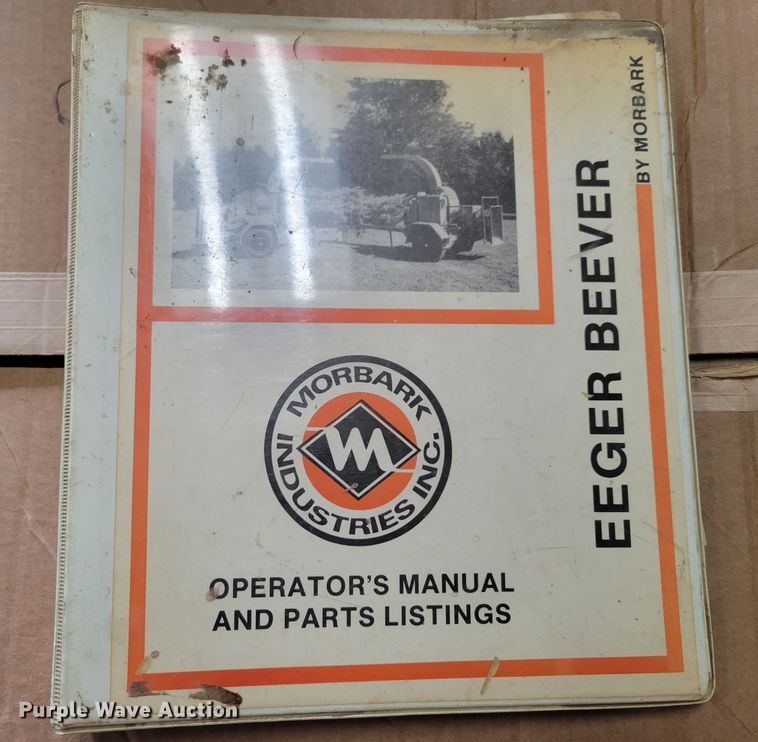 EEGER BEEVER
BY MORBARK
MORBARK
INDUSTRIES INC.
M
OPERATOR'S MANUAL
AND PARTS LISTINGS
Purple Wave Auction